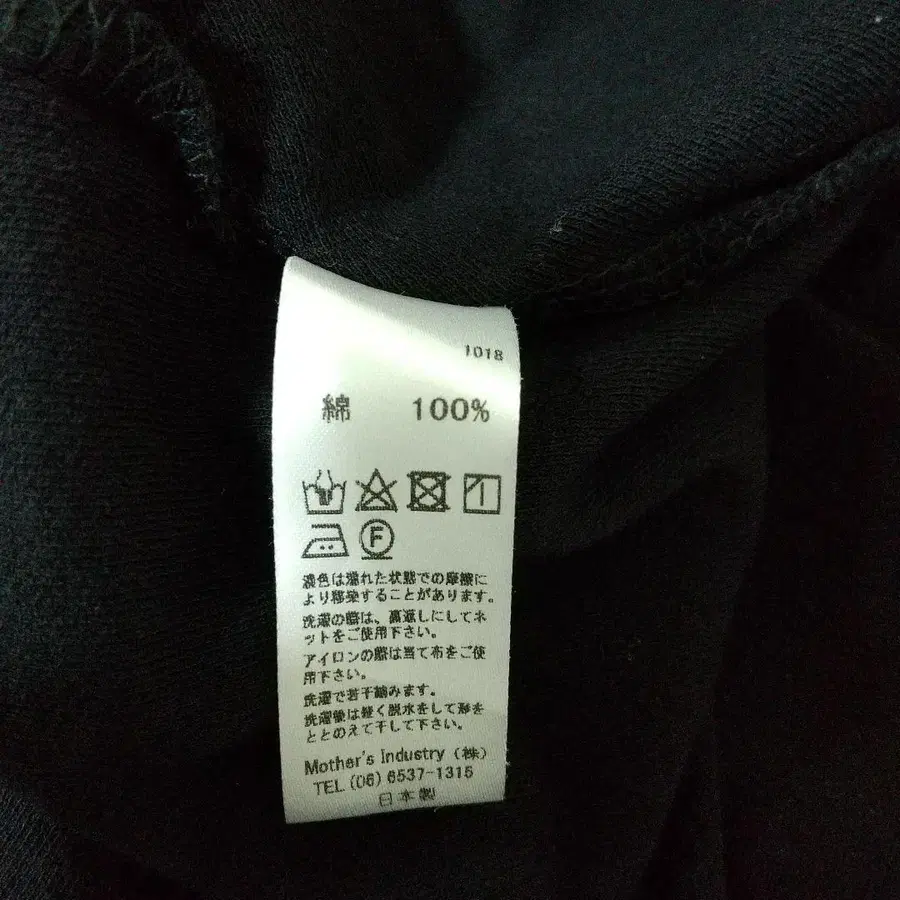 1018
綿 100%
F
濃色は濡れた状態での摩擦に
より移染することがあります。
洗濯の際は、裏返しにしてネ
ットをご使用下さい。
アイロンの際は当て布をご使
用下さい。
洗濯で若干縮みます。
洗濯後は軽く脱水をして形を
ととのえて干して下さい。
Mother's Industry (株)
TEL (06) 6537-1315
日本製